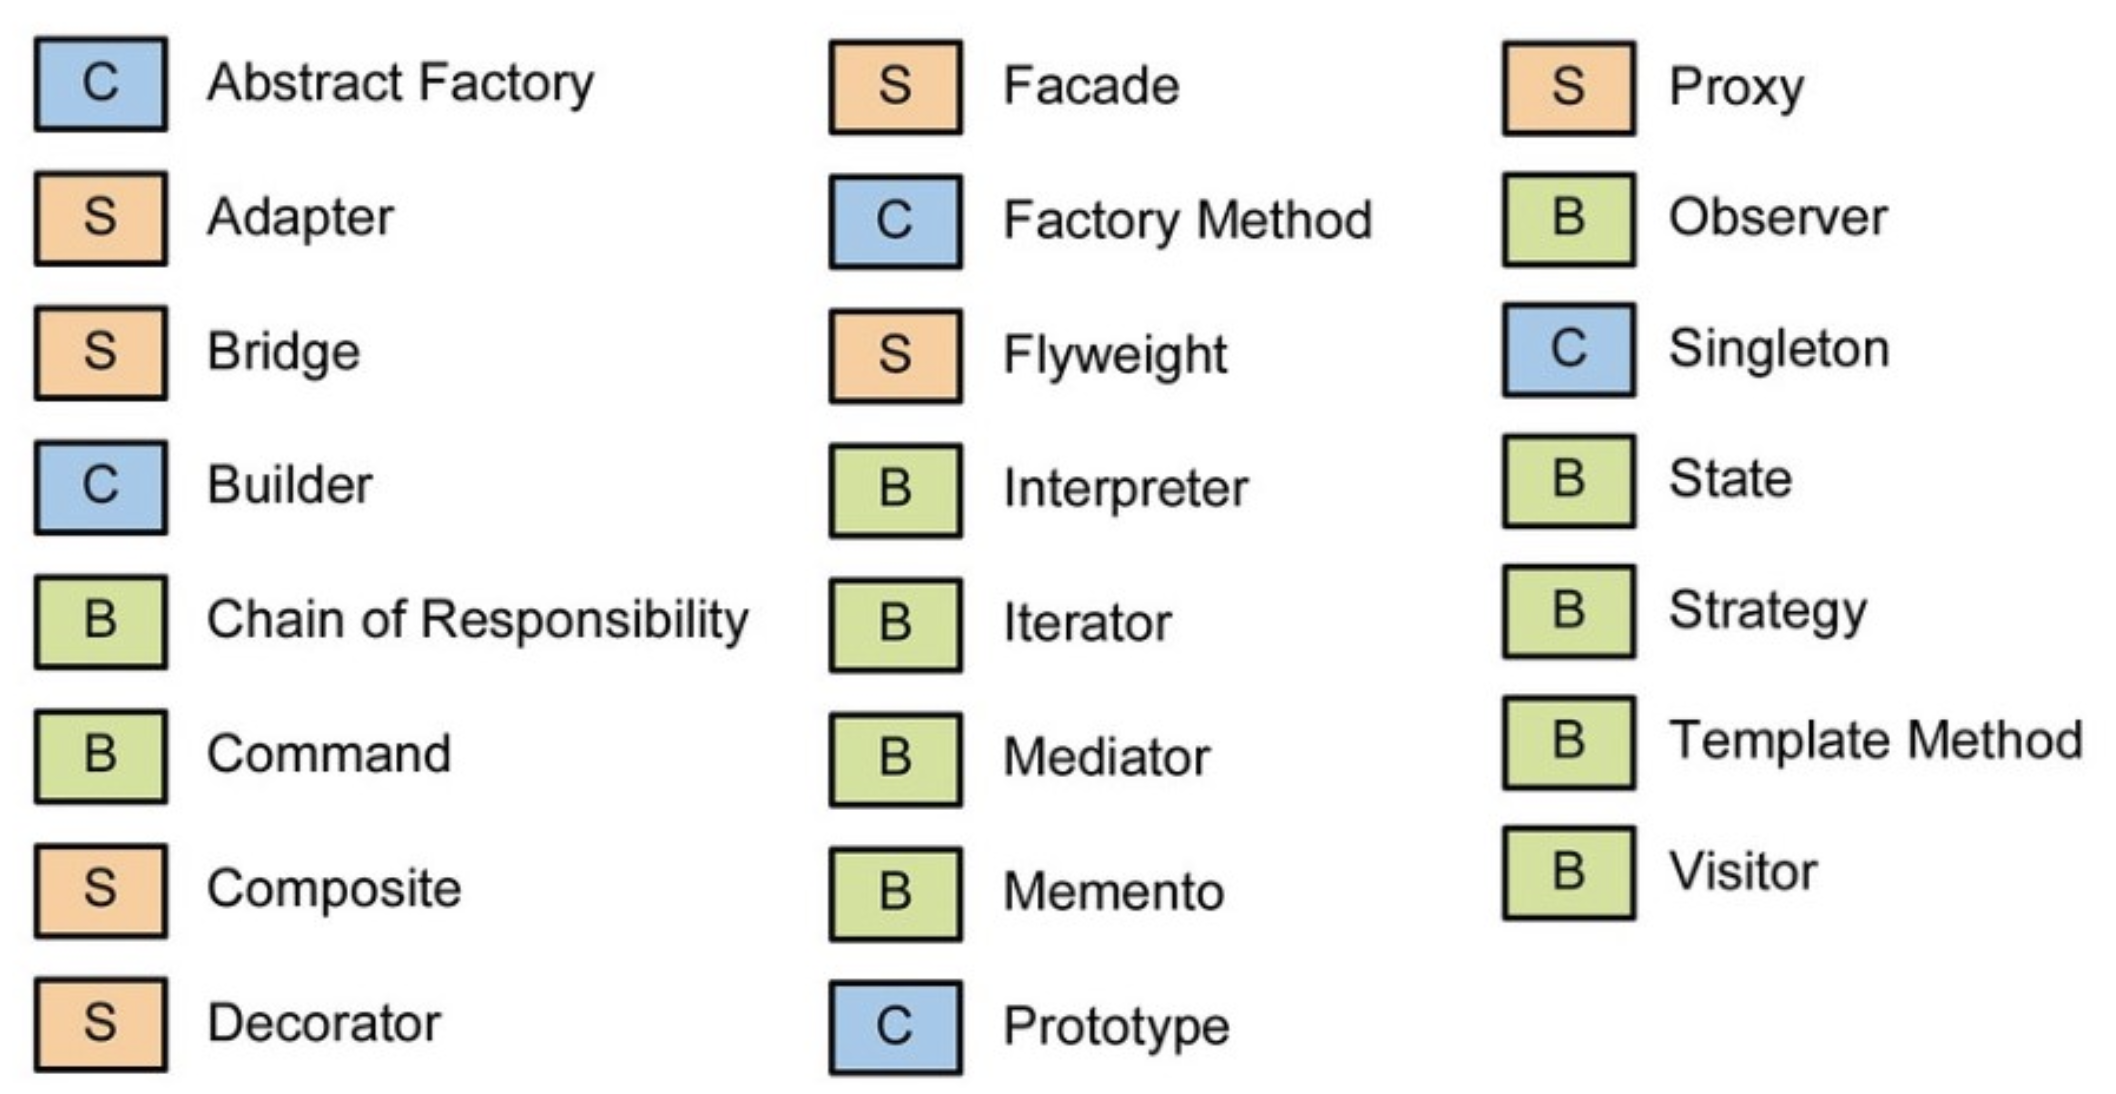 C Abstract Factory
S Adapter
S Bridge
C Builder
B Chain of Responsibility
B Command
S Composite
S Decorator
S Facade
C Factory Method
S Flyweight
B Interpreter
B Iterator
B Mediator
B Memento
C Prototype
S Proxy
B Observer
C Singleton
B State
B Strategy
B Template Method
B Visitor